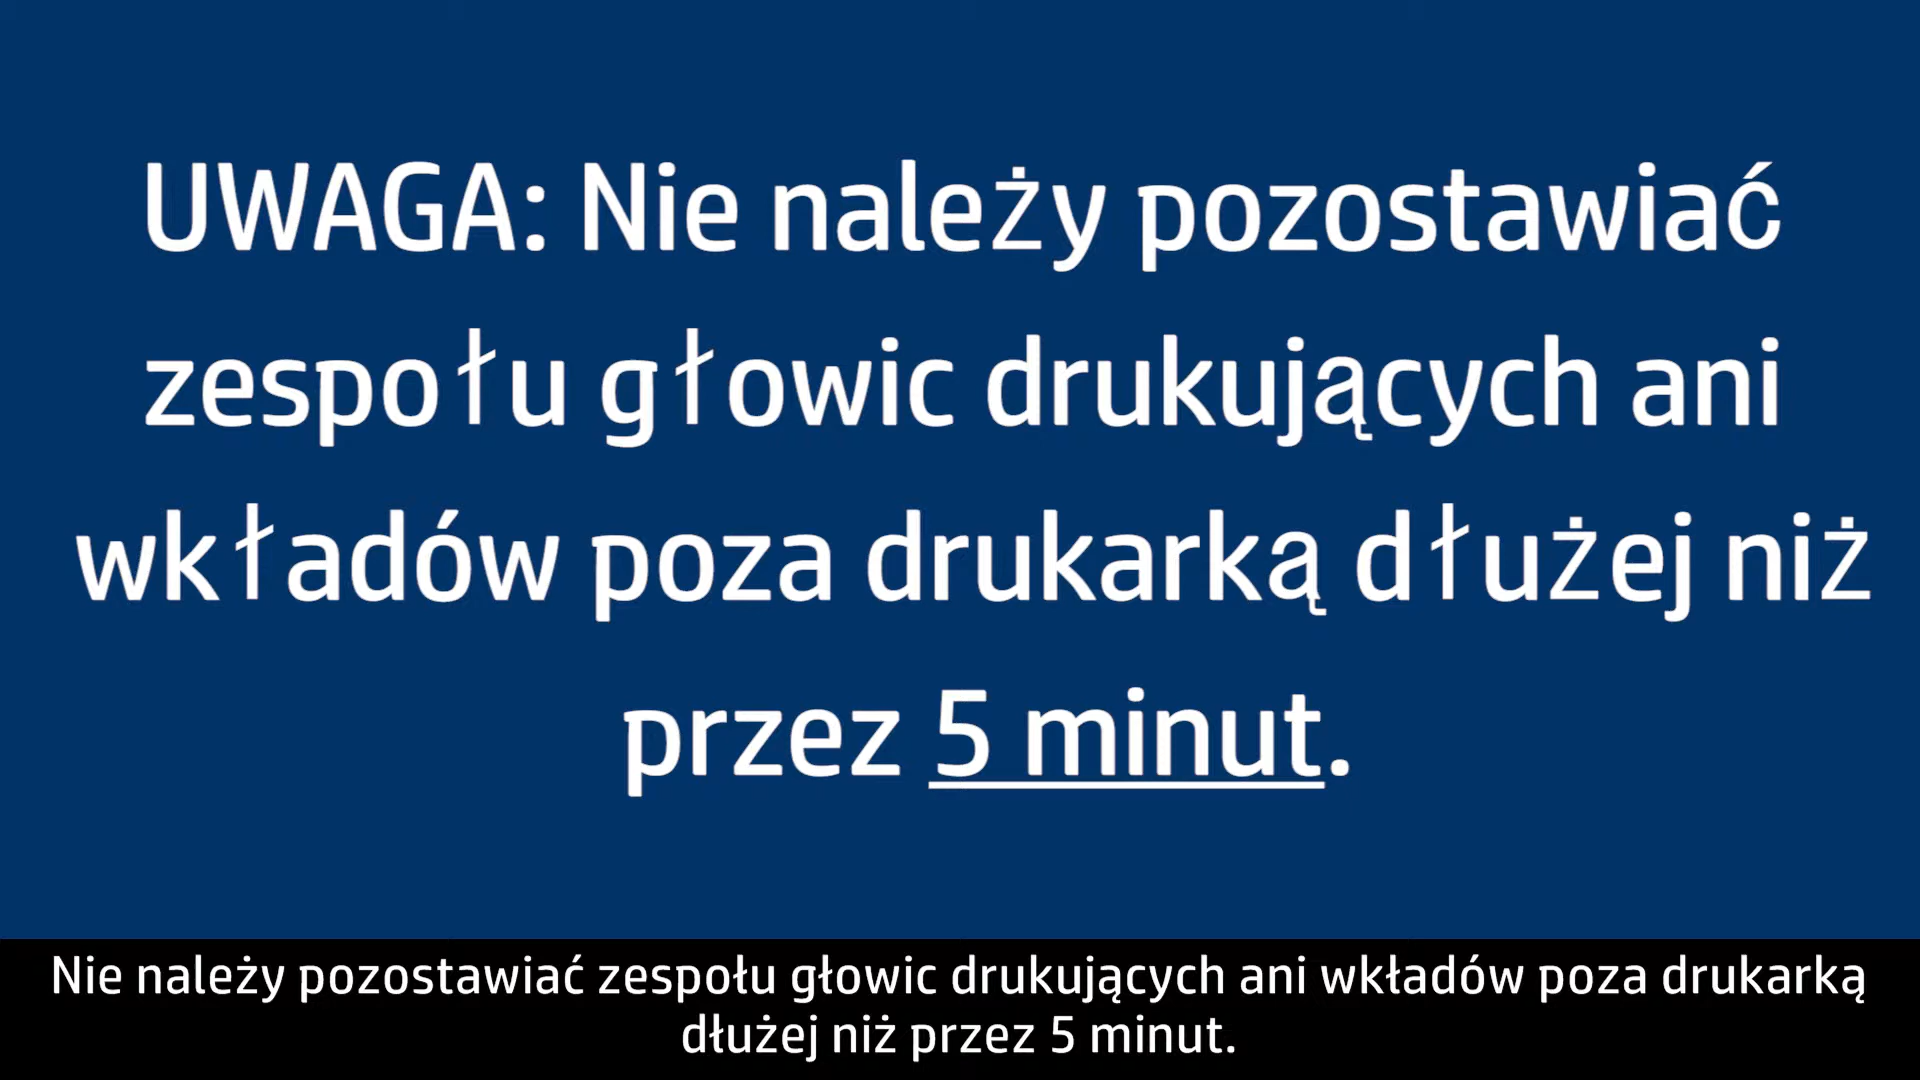 UWAGA: Nie należy pozostawiać
zespołu głowic drukujących ani
wkładów poza drukarką dłużej niż
przez 5 minut.
Nie należy pozostawiać zespołu głowic drukujących ani wkładów poza drukarką
dłużej niż przez 5 minut.